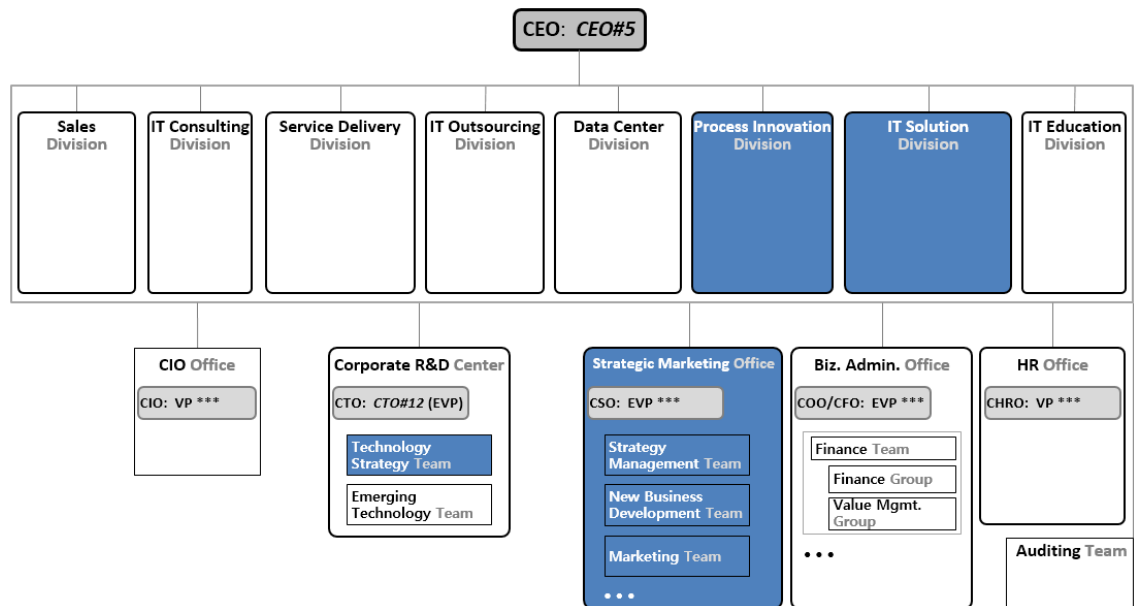 CEO: CEO#5
Sales
Division
IT Consulting
Division
Service Delivery
Division
IT Outsourcing
Division
Data Center
Division
Process Innovation
Division
IT Solution
Division
IT Education
Division
CIO Office
CIO: VP ***
Corporate R&D Center
CTO: CTO#12 (EVP)
Technology
Strategy Team
Emerging
Technology Team
Strategic Marketing Office
CSO: EVP ***
Strategy
Management Team
New Business
Development Team
Marketing Team
• • •
Biz. Admin. Office
COO/CFO: EVP ***
Finance Team
Finance Group
Value Mgmt.
Group
• • •
HR Office
CHRO: VP ***
Auditing Team